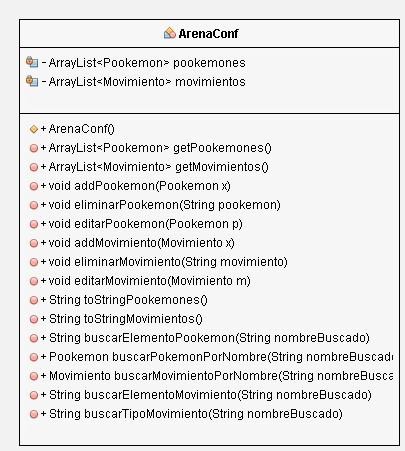 ArenaConf
- ArrayList<Pookemon> pookemones
- ArrayList<Movimiento> movimientos
+ ArenaConf()
+ ArrayList<Pookemon> getPookemones()
+ ArrayList<Movimiento> getMovimientos()
+ void addPookemon(Pookemon x)
+ void eliminarPookemon(String pookemon)
+ void editarPookemon(Pookemon p)
+ void addMovimiento(Movimiento x)
+ void eliminarMovimiento(String movimiento)
+ void editarMovimiento(Movimiento m)
+ String toStringPookemones()
+ String toStringMovimientos()
+ String buscarElementoPookemon(String nombreBuscado)
+ Pookemon buscarPokemonPorNombre(String nombreBuscad
+ Movimiento buscarMovimientoPorNombre(String nombreBusca
+ String buscarElementoMovimiento(String nombreBuscado)
+ String buscarTipoMovimiento(String nombreBuscado)